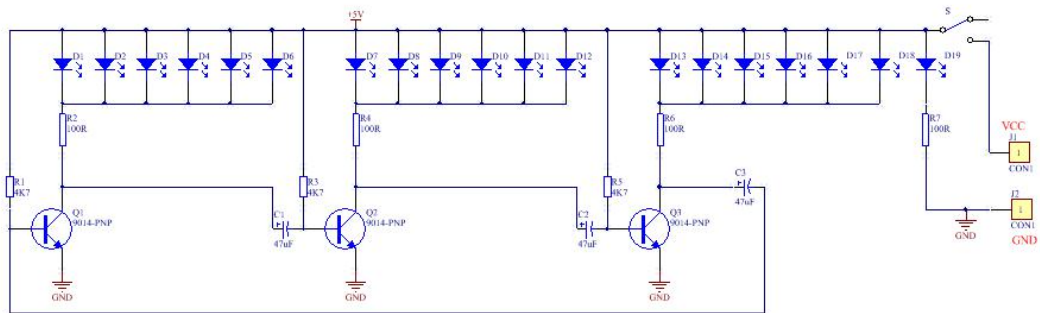 +5V
S
D1 D2 D3 D4 D5 D6 D7 D8 D9 D10 D11 D12 D13 D14 D15 D16 D17 D18 D19
R2
100R
R4
100R
R6
100R
R7
100R
VCC
J1
1
CON1
R1
4K7
R3
4K7
R5
4K7
C3
47uF
Q1
9014-PNP
C1
47uF
Q2
9014-PNP
C2
47uF
Q3
9014-PNP
J2
1
CON1
GND
GND
GND
GND
GND